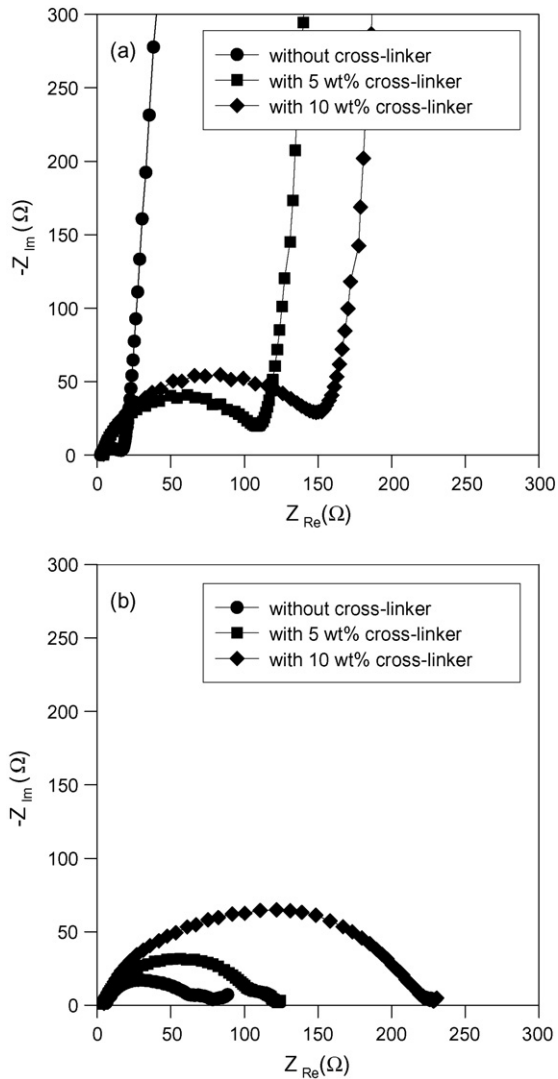 300
(a)
without cross-linker
with 5 wt% cross-linker
with 10 wt% cross-linker
250
200
150
100
50
0
-Z Im (Ω)
0 50 100 150 200 250 300
Z Re(Ω)
300
(b)
without cross-linker
with 5 wt% cross-linker
with 10 wt% cross-linker
250
200
150
100
50
0
-Z Im (Ω)
0 50 100 150 200 250 300
Z Re(Ω)